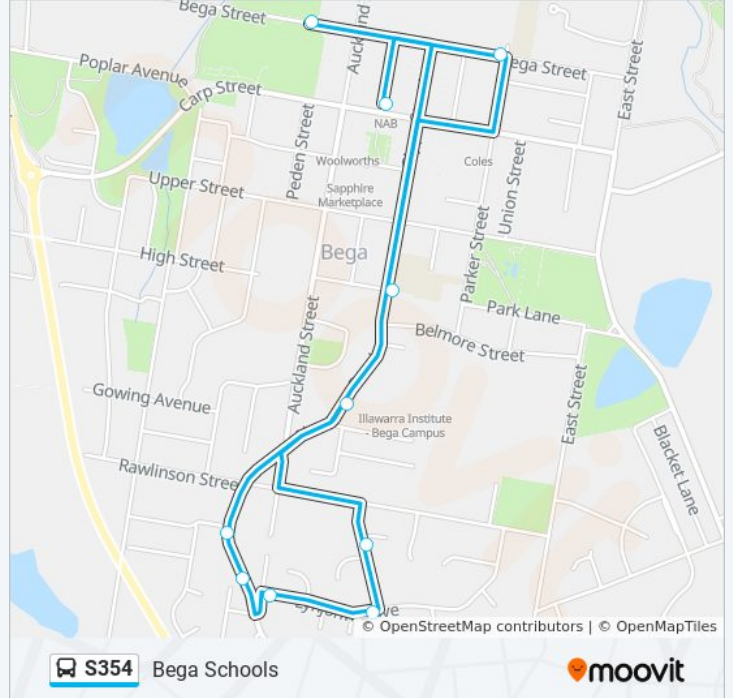 Bega Street
Auckland
Bega Street
East Street
Poplar Avenue
Carp Street
NAB
Peden Street
Woolworths
Coles
Upper Street
Sapphire
Marketplace
Union Street
Parker Street
High Street
Bega
Park Lane
Belmore Street
Auckland Street
Gowing Avenue
Illawarra Institute
- Bega Campus
East Street
Blacket Lane
Rawlinson Street
© OpenStreetMap contributors | © OpenMapTiles
S354 Bega Schools
moovit